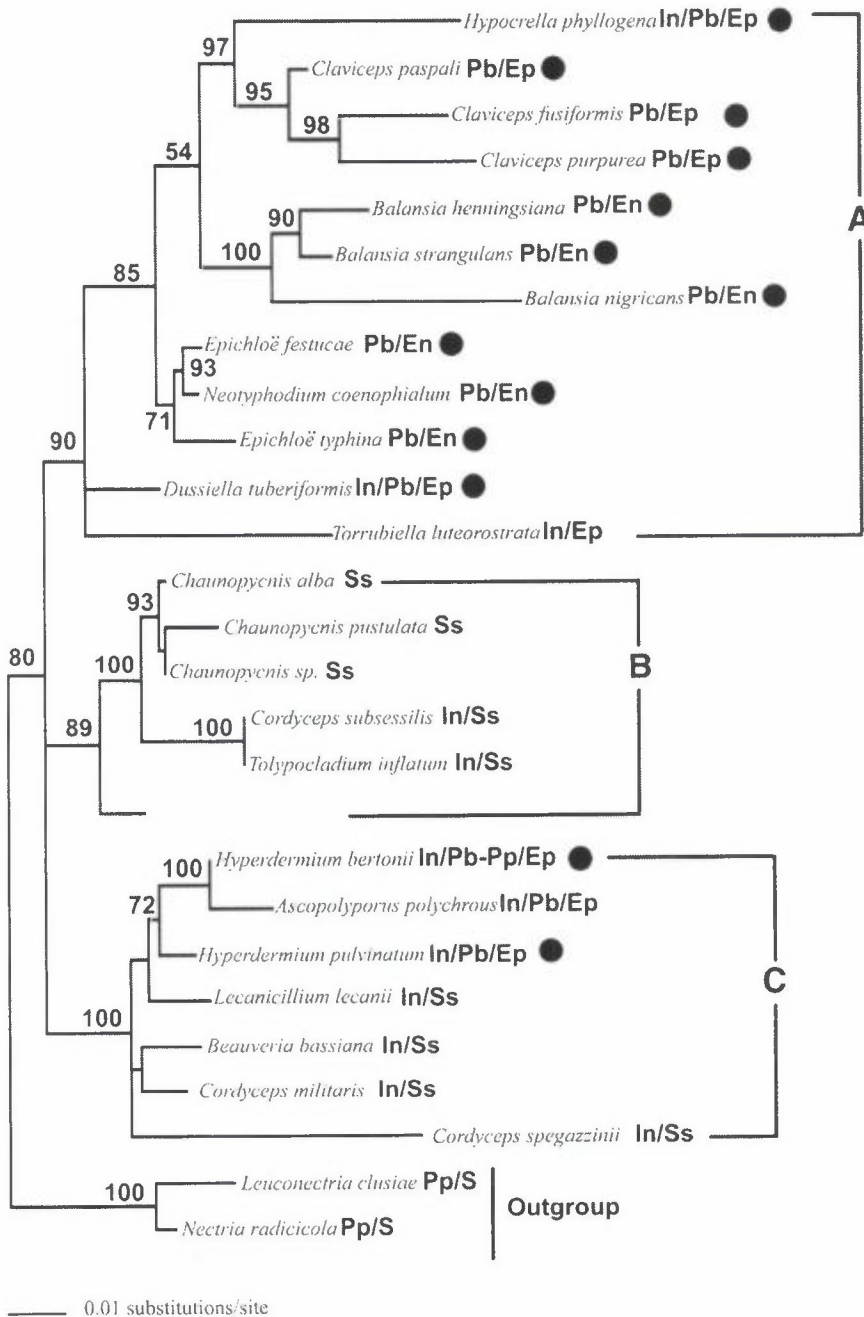 Hypocrella phyllogena In/Pb/Ep
97
Claviceps paspali Pb/Ep
95
Claviceps fusiformis Pb/Ep
98
54
Claviceps purpurea Pb/Ep
Balansia henningsiana Pb/En
90
A
100
Balansia strangulans Pb/En
85
Balansia nigricans Pb/En
Epichloë festucae Pb/En
93
Neotyphodium coenophialum Pb/En
71
Epichloë typhina Pb/En
90
Dussiella tuberiformis In/Pb/Ep
Torrubiella luteorostrata In/Ep
Chaunopycnis alba Ss
93
Chaunopycnis pustulata Ss
80
100
Chaunopycnis sp. Ss
B
89
Cordyceps subsessilis In/Ss
100
Tolypocladium inflatum In/Ss
Hyperdermium bertonii In/Pb-Pp/Ep
100
Ascopolyporus polychrous In/Pb/Ep
72
Hyperdermium pulvinatum In/Pb/Ep
C
Lecanicillium lecanii In/Ss
100
Beauveria bassiana In/Ss
Cordyceps militaris In/Ss
Cordyceps spegazzinii In/Ss
Leuconectria clusiae Pp/S
100
Outgroup
Nectria radicicola Pp/S
0.01 substitutions/site